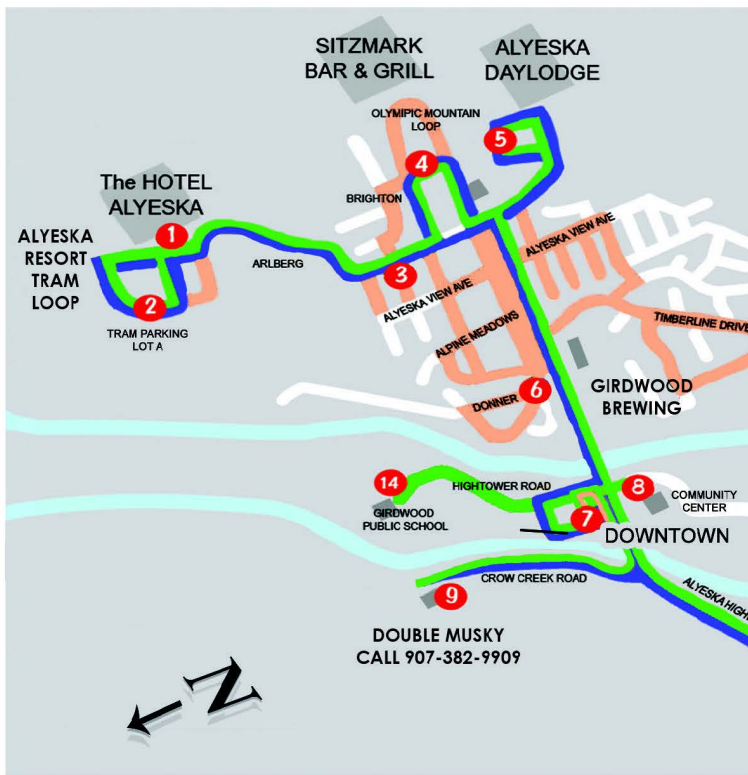 SITZMARK
BAR & GRILL
ALYESKA
DAYLODGE
OLYMPIC MOUNTAIN
LOOP
5
4
The HOTEL
ALYESKA
BRIGHTON
1
ALYESKA
RESORT
TRAM
LOOP
ARLBERG
3
ALYESKA VIEW AVE
ALYESKA VIEW AVE
2
TRAM PARKING
LOT A
ALPINE MEADOWS
TIMBERLINE DRIVE
6
DONNER
GIRDWOOD
BREWING
14
HIGHTOWER ROAD
8
COMMUNITY
CENTER
GIRDWOOD
PUBLIC SCHOOL
7
DOWNTOWN
CROW CREEK ROAD
ALYESKA HIGH
9
DOUBLE MUSKY
CALL 907-382-9909
N